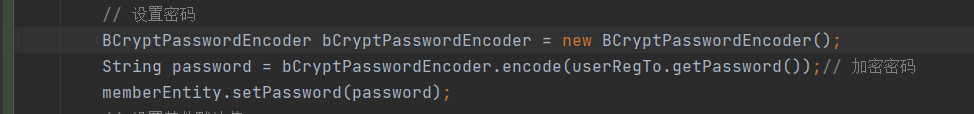 // 设置密码
BCryptPasswordEncoder bCryptPasswordEncoder = new BCryptPasswordEncoder();
String password = bCryptPasswordEncoder.encode(userRegTo.getPassword());// 加密密码
memberEntity.setPassword(password);